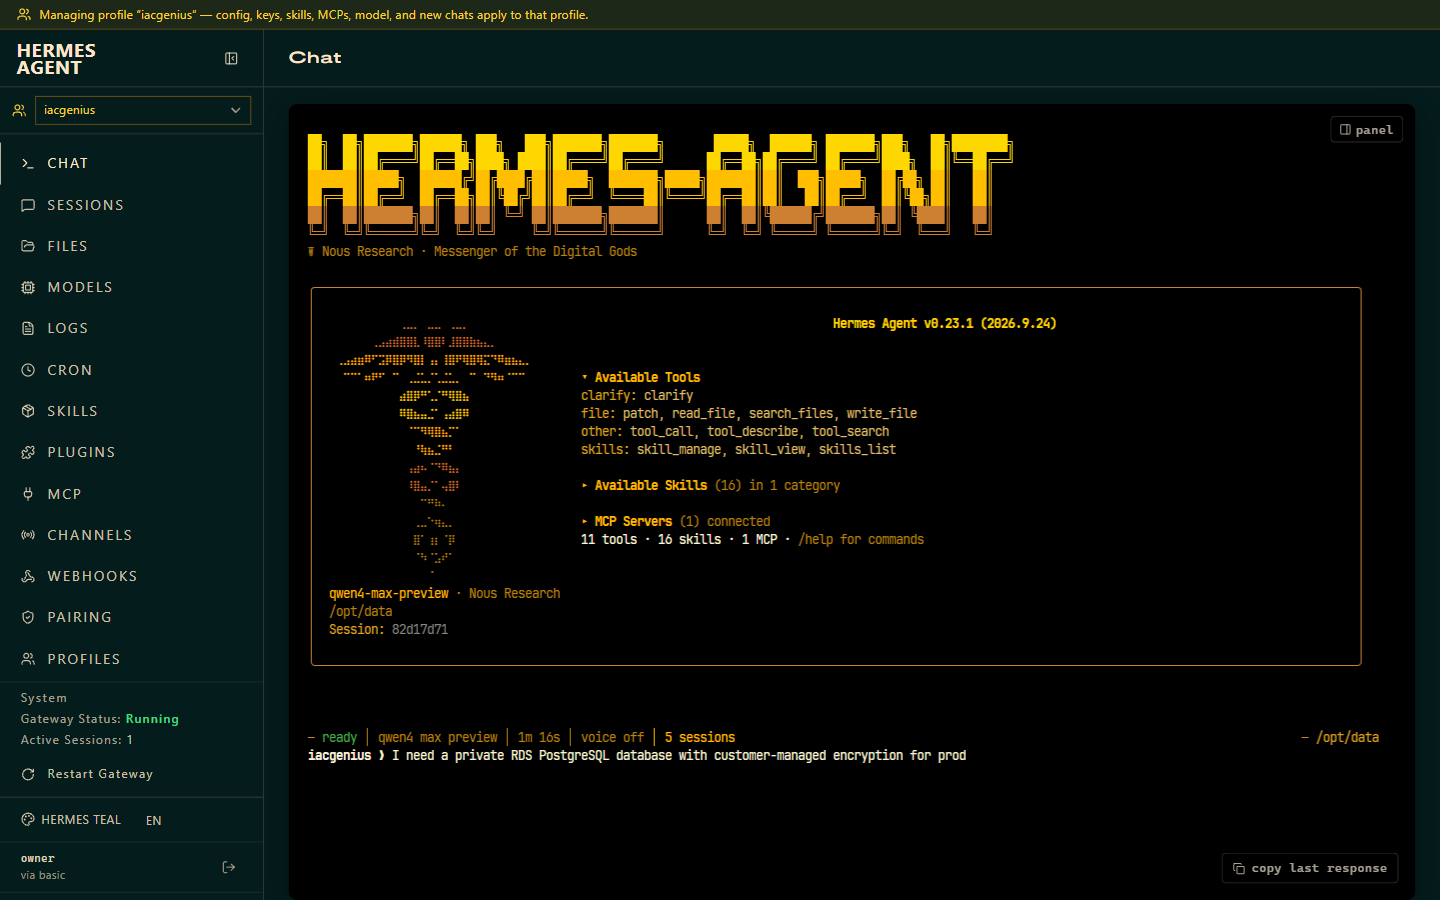 Managing profile “iacgenius” — config, keys, skills, MCPs, model, and new chats apply to that profile.
HERMES
AGENT
iacgenius
CHAT
SESSIONS
FILES
MODELS
LOGS
CRON
SKILLS
PLUGINS
MCP
CHANNELS
WEBHOOKS
PAIRING
PROFILES
System
Gateway Status: Running
Active Sessions: 1
Restart Gateway
HERMES TEAL EN
owner
via basic
Chat
panel
HERMES-AGENT
Nous Research · Messenger of the Digital Gods
Hermes Agent v0.23.1 (2026.9.24)
▾ Available Tools
clarify: clarify
file: patch, read_file, search_files, write_file
other: tool_call, tool_describe, tool_search
skills: skill_manage, skill_view, skills_list
▸ Available Skills (16) in 1 category
▸ MCP Servers (1) connected
11 tools · 16 skills · 1 MCP · /help for commands
qwen4-max-preview · Nous Research
/opt/data
Session: 82d17d71
— ready │ qwen4 max preview │ 1m 16s │ voice off │ 5 sessions — /opt/data
iacgenius ❯ I need a private RDS PostgreSQL database with customer-managed encryption for prod
copy last response